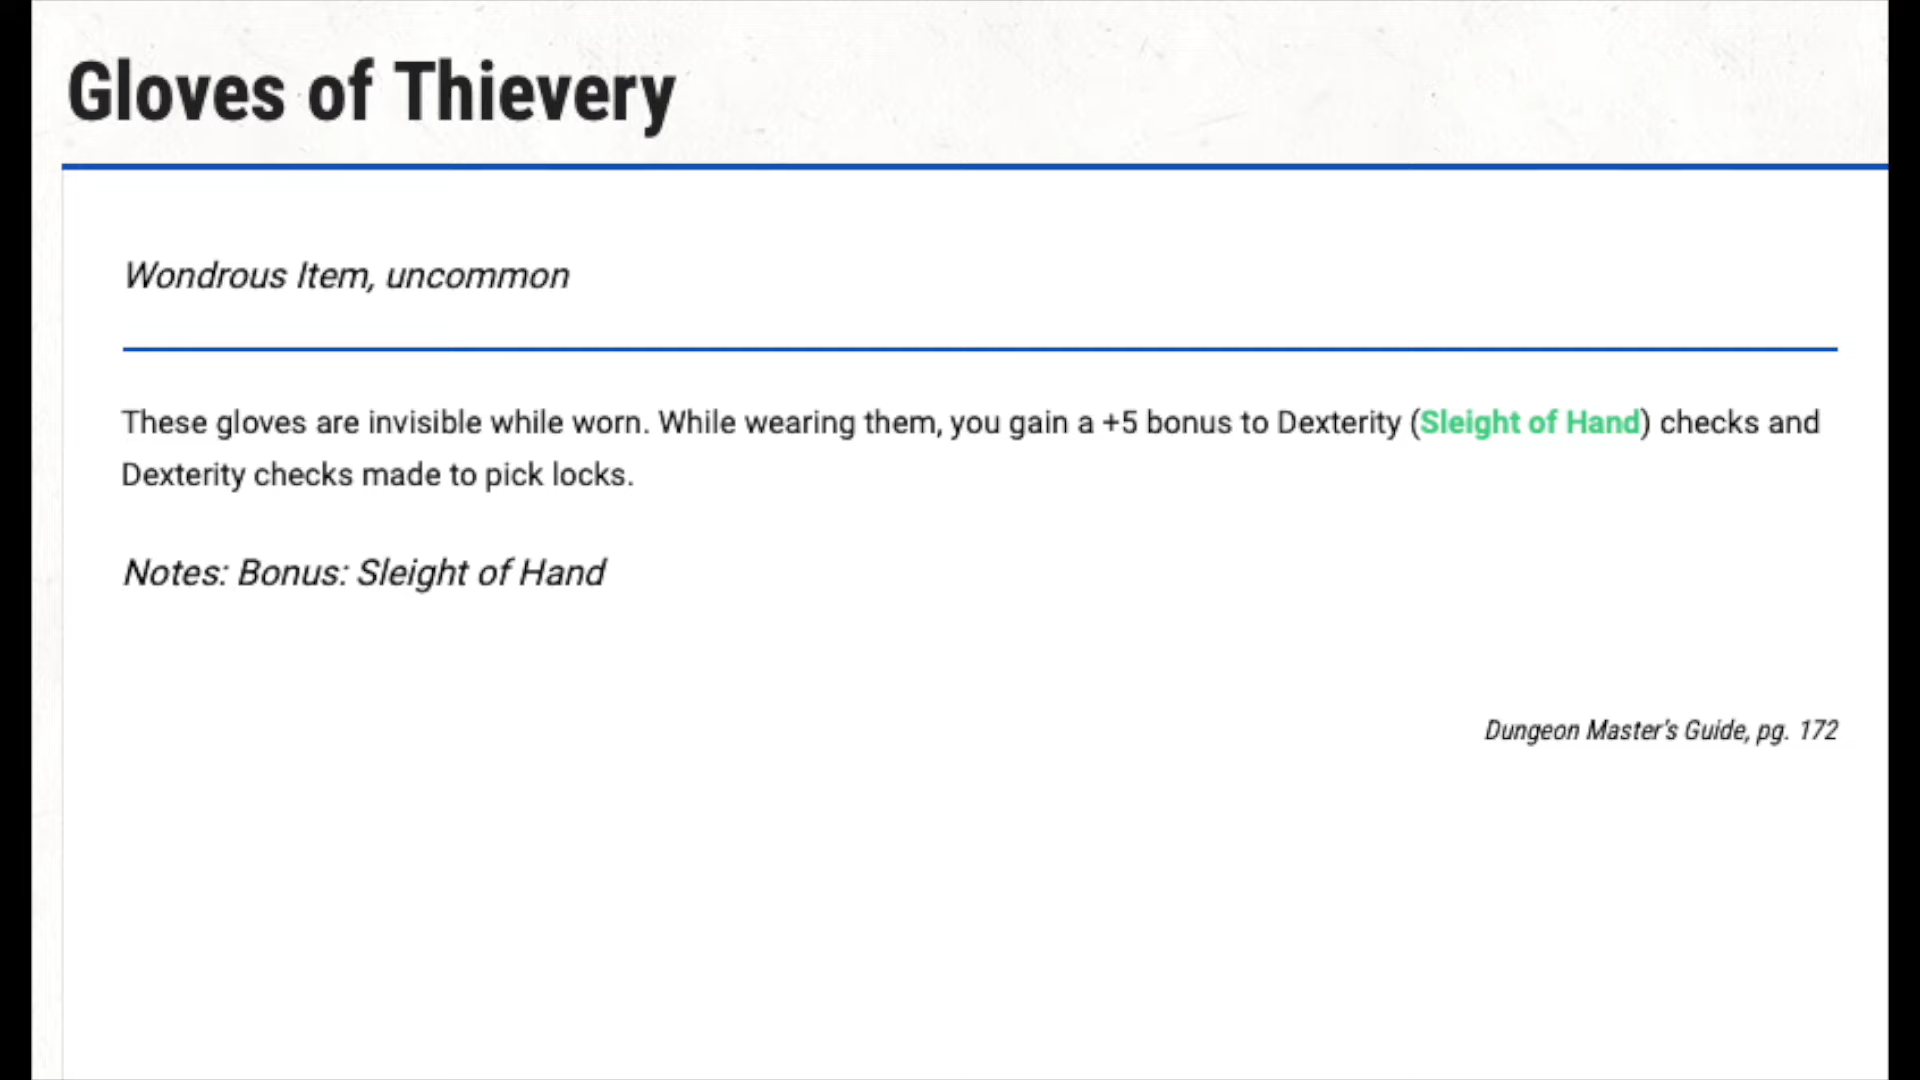 Gloves of Thievery
Wondrous Item, uncommon
These gloves are invisible while worn. While wearing them, you gain a +5 bonus to Dexterity (Sleight of Hand) checks and
Dexterity checks made to pick locks.
Notes: Bonus: Sleight of Hand
Dungeon Master's Guide, pg. 172